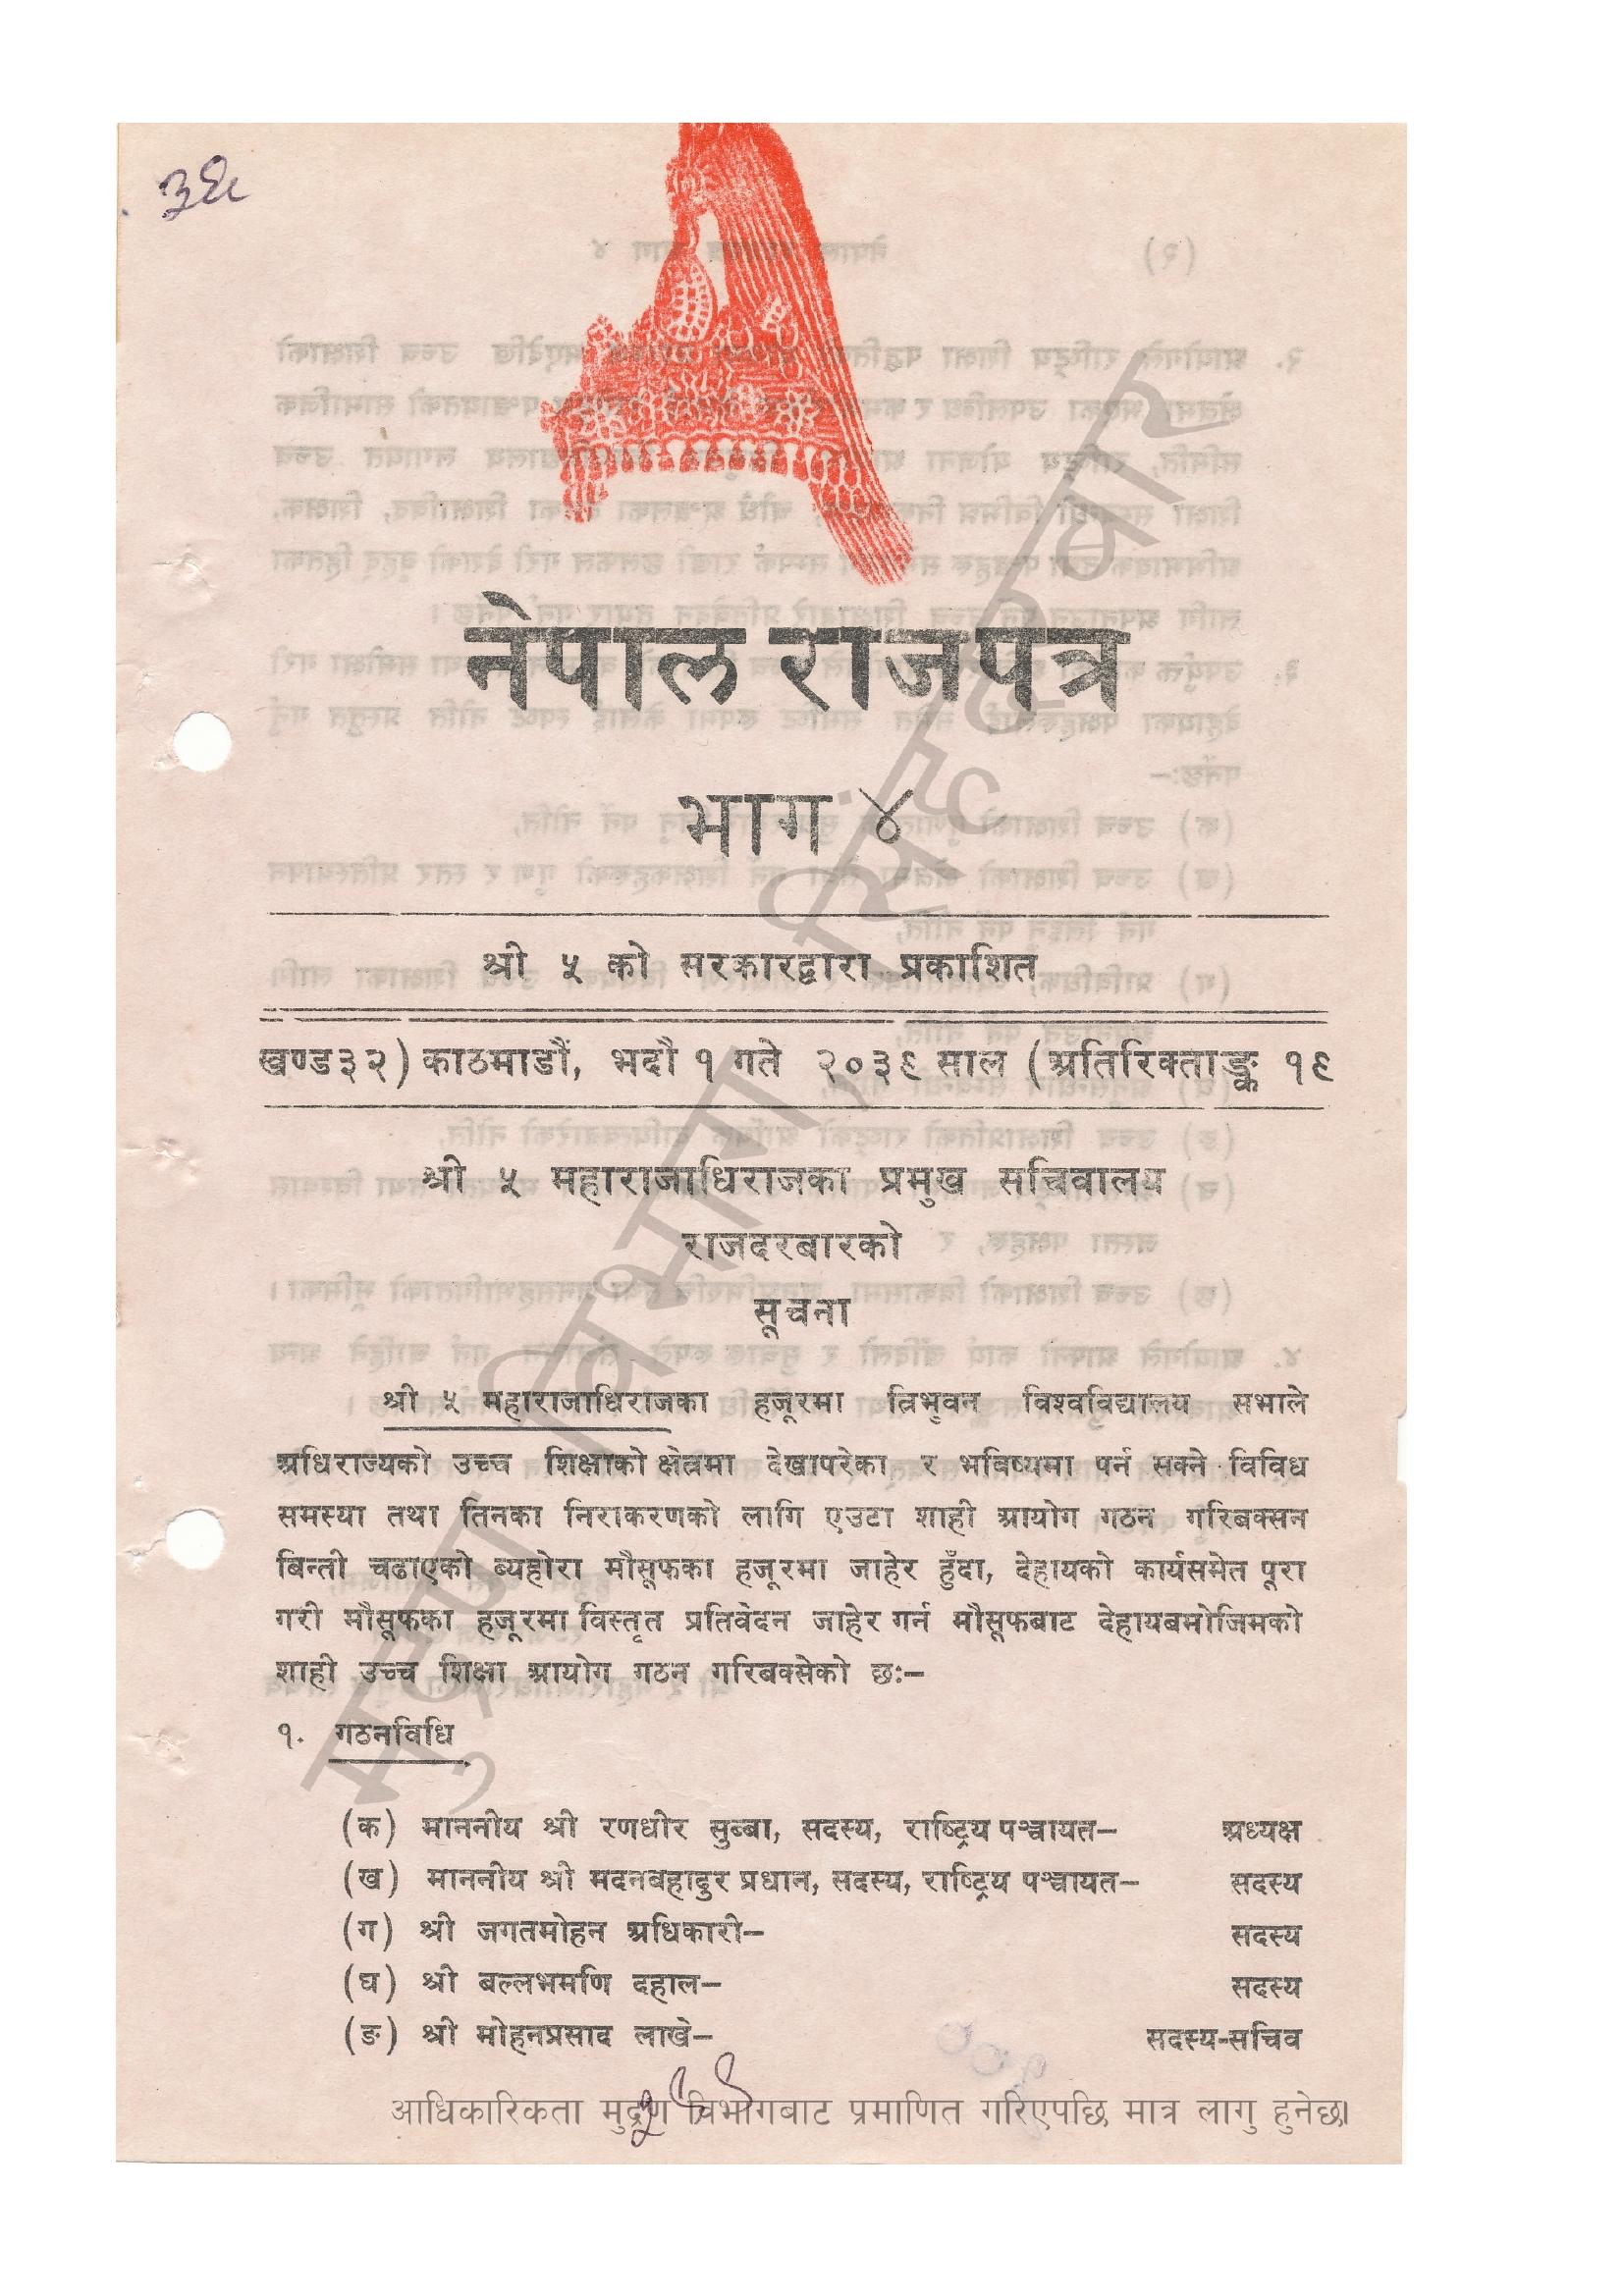 ३६
नेपाल राजपत्र
भाग ४
श्री ५ को सरकारद्वारा प्रकाशित
खण्ड३२) काठमाडौं, भदौ १ गते २०३९ साल (अतिरिक्ताङ्क १९
श्री ५ महाराजाधिराजका प्रमुख सचिवालय
राजदरबारको
सूचना
श्री ५ महाराजाधिराजका हजूरमा त्रिभुवन विश्वविद्यालय सभाले
अधिराज्यको उच्च शिक्षाको क्षेत्रमा देखापरेका र भविष्यमा पर्न सक्ने विविध
समस्या तथा तिनका निराकरणको लागि एउटा शाही आयोग गठन गरिबक्सन
बिन्ती चढाएको व्यहोरा मौसूफका हजूरमा जाहेर हुँदा, देहायको कार्यसमेत पूरा
गरी मौसूफका हजूरमा विस्तृत प्रतिवेदन जाहेर गर्न मौसूफबाट देहायबमोजिमको
शाही उच्च शिक्षा आयोग गठन गरिबक्सेको छः–
१. गठनविधि
(क) माननीय श्री रणधीर सुब्बा, सदस्य, राष्ट्रिय पञ्चायत– अध्यक्ष
(ख) माननीय श्री मदनबहादुर प्रधान, सदस्य, राष्ट्रिय पञ्चायत– सदस्य
(ग) श्री जगतमोहन अधिकारी– सदस्य
(घ) श्री बल्लभमणि दहाल– सदस्य
(ङ) श्री मोहनप्रसाद लाखे– सदस्य-सचिव
आधिकारिकता मुद्रण विभागबाट प्रमाणित गरिएपछि मात्र लागु हुनेछ।
मुद्रण विभाग, सिंहदरबार